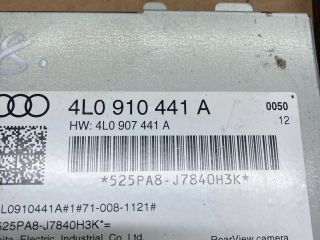 4L0 910 441 A
0050
HW: 4L0 907 441 A
12
*525PA8-J7840H3K*
L0910441A#1#71-008-1121#
525PA8-J7840H3K*=
Electric Industrial Co., Ltd.
RearView camera